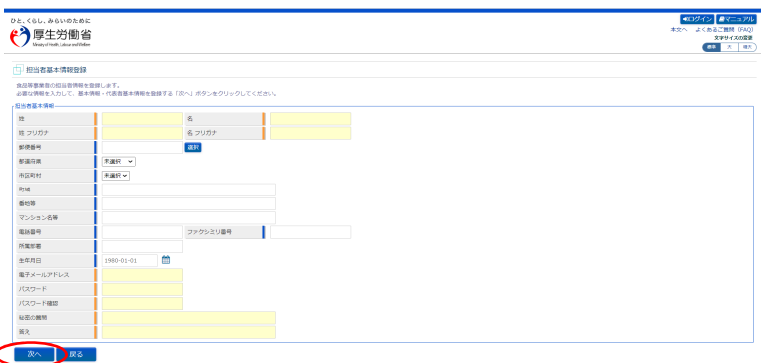 ひと、くらし、みらいのために
厚生労働省
Ministry of Health, Labour and Welfare
ログイン マニュアル
本文へ よくあるご質問 (FAQ)
文字サイズの変更
標準 大 特大
担当者基本情報登録
食品等事業者の担当者情報を登録します。
必要な情報を入力して、基本情報・代表者基本情報を登録する「次へ」ボタンをクリックしてください。
担当者基本情報
姓 名
姓 フリガナ 名 フリガナ
郵便番号 選択
都道府県 未選択
市区町村 未選択
町域
番地等
マンション名等
電話番号 ファクシミリ番号
所属部署
生年月日 1980-01-01
電子メールアドレス
パスワード
パスワード確認
秘密の質問
答え
次へ 戻る